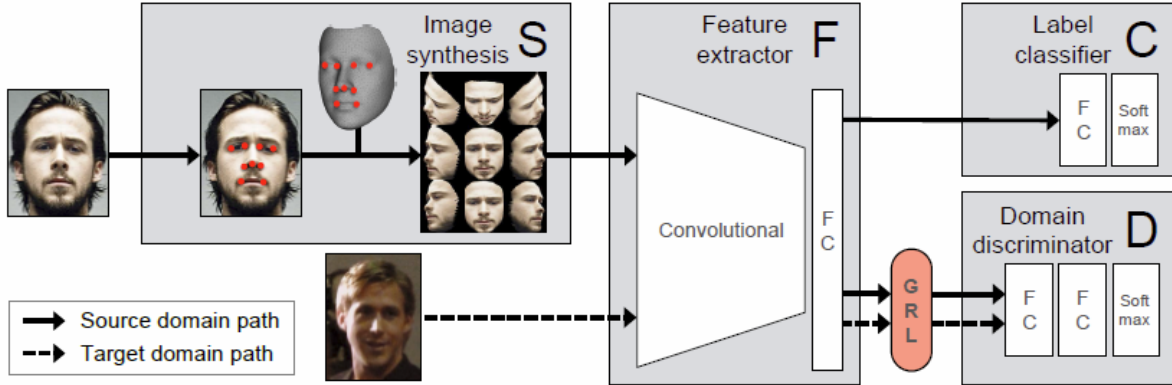 Image
synthesis
S
Feature
extractor
F
Label
classifier
C
F
C
Soft
max
Convolutional
F
C
Domain
discriminator
D
G
R
L
F
C
F
C
Soft
max
Source domain path
Target domain path